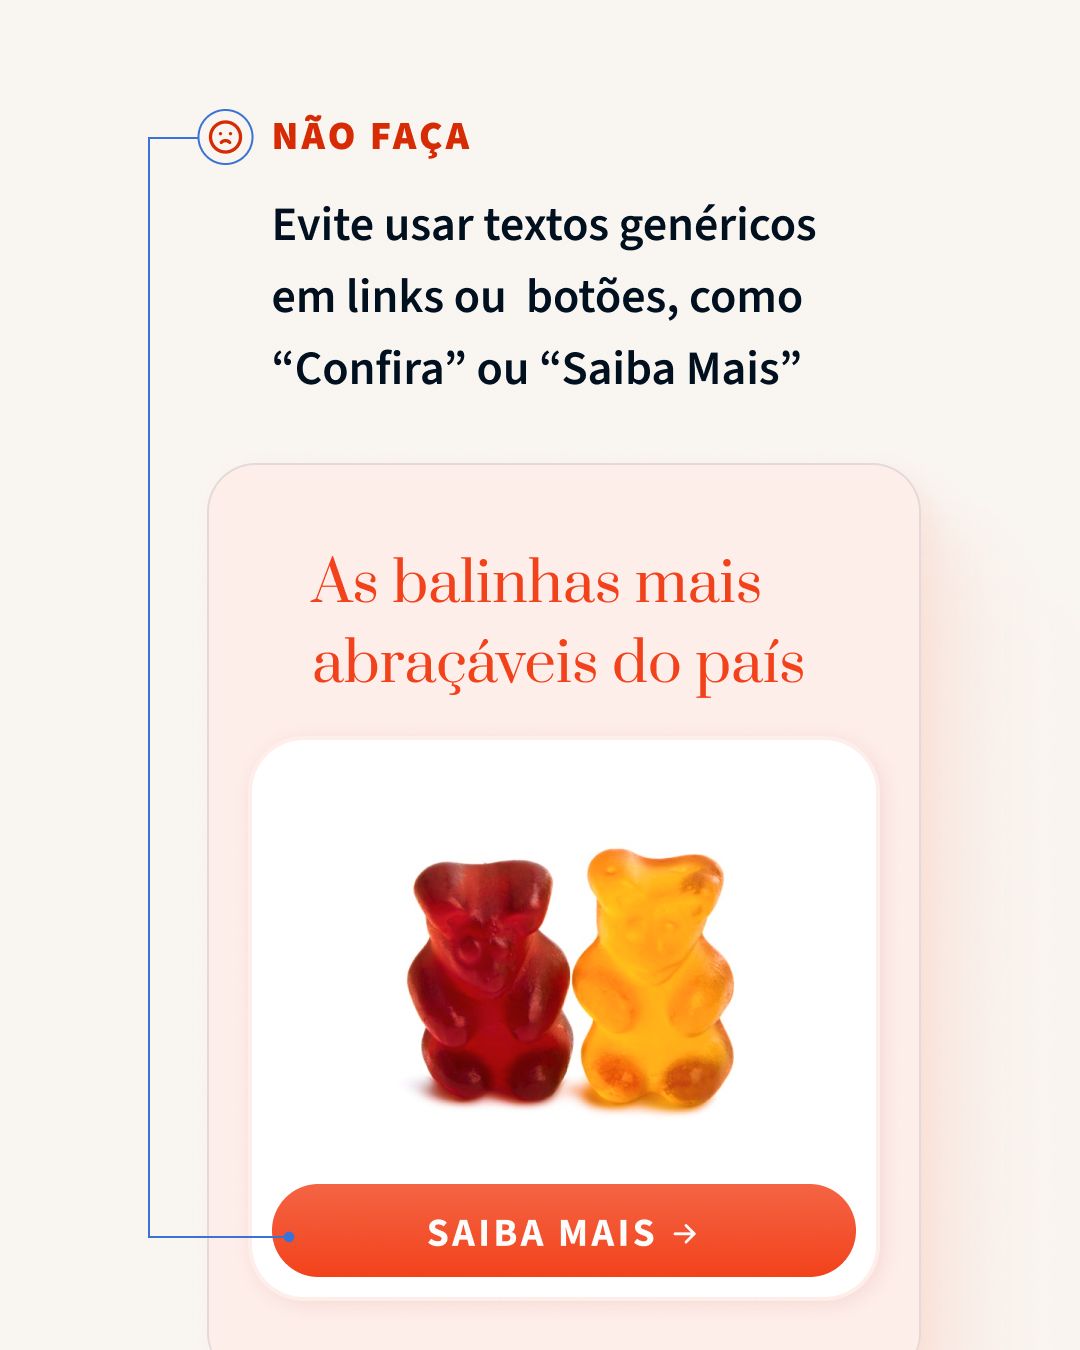 NÃO FAÇA
Evite usar textos genéricos
em links ou  botões, como
“Confira” ou “Saiba Mais”
As balinhas mais
abraçáveis do país
SAIBA MAIS →